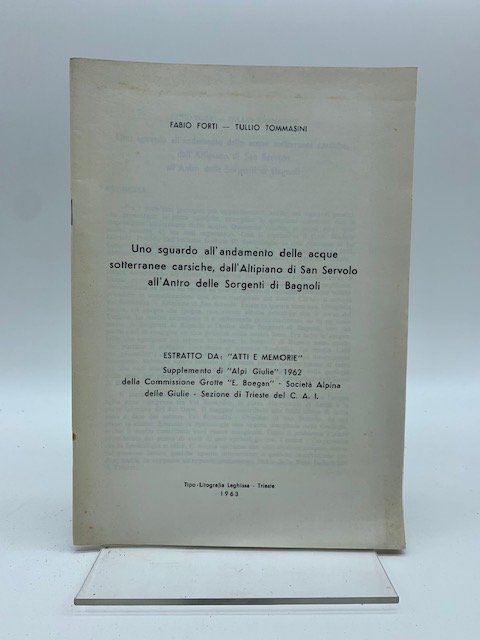 FABIO FORTI — TULLIO TOMMASINI
Uno sguardo all'andamento delle acque
sotterranee carsiche, dall'Altipiano di San Servolo
all'Antro delle Sorgenti di Bagnoli
ESTRATTO DA: "ATTI E MEMORIE"
Supplemento di "Alpi Giulie" 1962
della Commissione Grotte "E. Boegan" - Società Alpina
delle Giulie - Sezione di Trieste del C. A. I.
Tipo-Litografia Leghissa - Trieste
1963